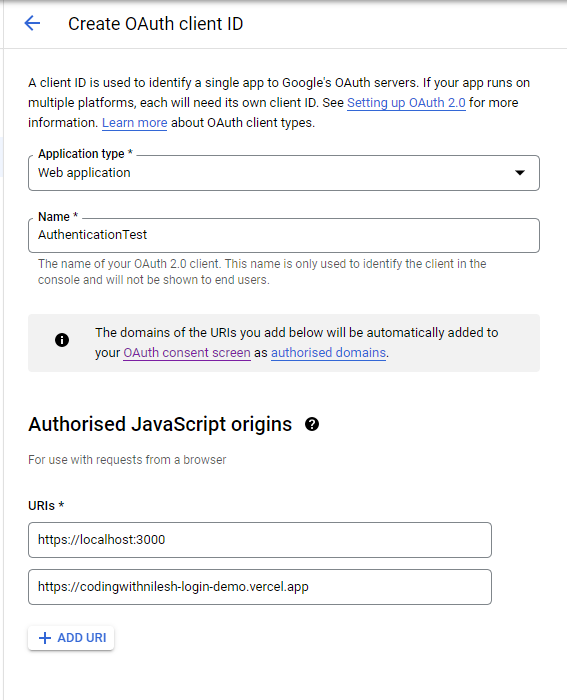 Create OAuth client ID
A client ID is used to identify a single app to Google's OAuth servers. If your app runs on
multiple platforms, each will need its own client ID. See Setting up OAuth 2.0 for more
information. Learn more about OAuth client types.
Application type *
Web application
Name *
AuthenticationTest
The name of your OAuth 2.0 client. This name is only used to identify the client in the
console and will not be shown to end users.
The domains of the URIs you add below will be automatically added to
your OAuth consent screen as authorised domains.
Authorised JavaScript origins
For use with requests from a browser
URIs *
https://localhost:3000
https://codingwithnilesh-login-demo.vercel.app
ADD URI